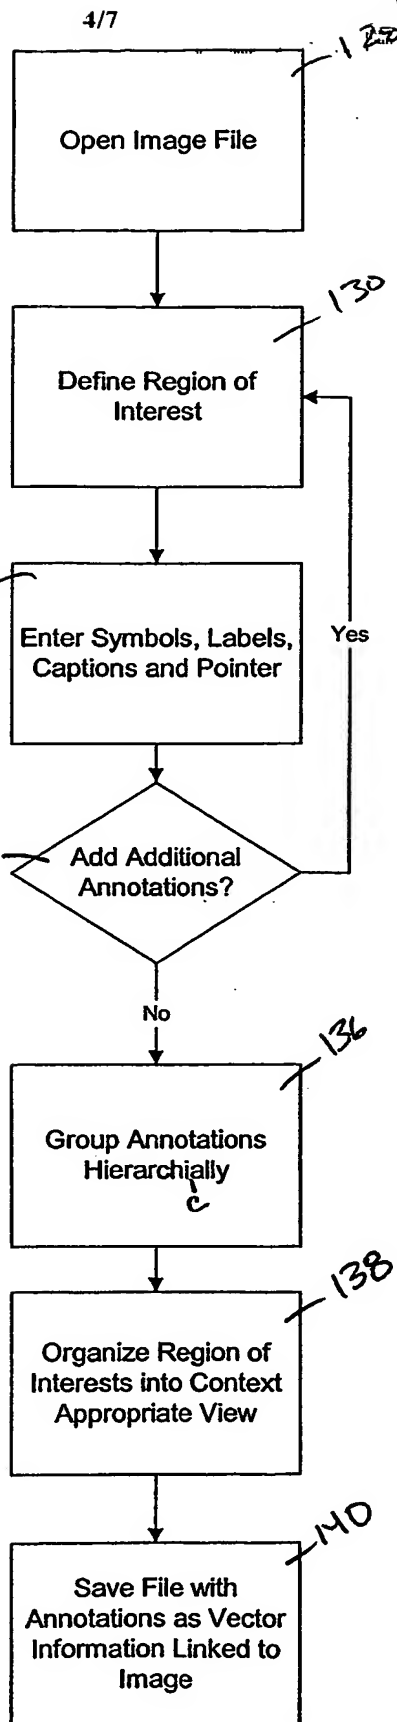 4/7
Open Image File
130
Define Region of
Interest
Enter Symbols, Labels,
Captions and Pointer
Yes
Add Additional
Annotations?
No
136
Group Annotations
Hierarchially
c
138
Organize Region of
Interests into Context
Appropriate View
140
Save File with
Annotations as Vector
Information Linked to
Image